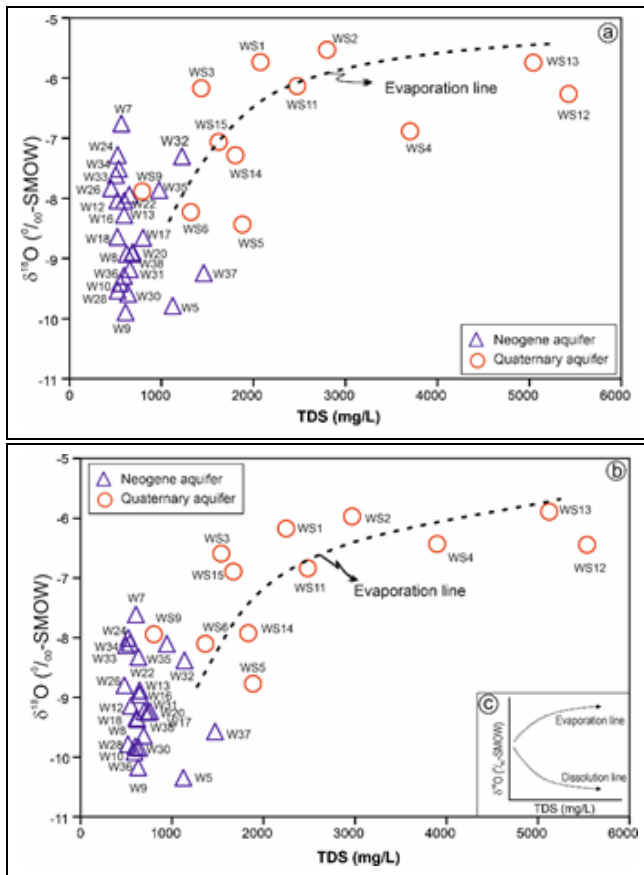 -5
-6
-7
-8
-9
-10
-11
0
1000
2000
3000
4000
5000
6000
δ¹⁸O (⁰/₀₀-SMOW)
TDS (mg/L)
a
WS2
WS1
WS13
WS3
WS11
Evaporation line
WS12
W7
WS4
WS15
W32
W24
WS14
W34
W33
WS9
W35
W26
W22
W12
W13
WS6
W16
WS5
W18
W17
W8
W20
W38
W36
W31
W37
W10
W28
W30
W5
W9
Neogene aquifer
Quaternary aquifer
-5
-6
-7
-8
-9
-10
-11
0
1000
2000
3000
4000
5000
6000
δ¹⁸O (⁰/₀₀-SMOW)
TDS (mg/L)
Neogene aquifer
Quaternary aquifer
b
WS2
WS13
WS1
WS3
WS4
WS12
WS15
WS11
Evaporation line
W7
WS9
WS6
WS14
W24
W34
W33
W35
W32
W22
WS5
W26
W13
W16
W12
W31
W20
W18
W17
W8
W38
W37
W28
W30
W10
W36
W5
W9
c
Evaporation line
Dissolution line
δ¹⁸O (⁰/₀₀-SMOW)
TDS (mg/L)